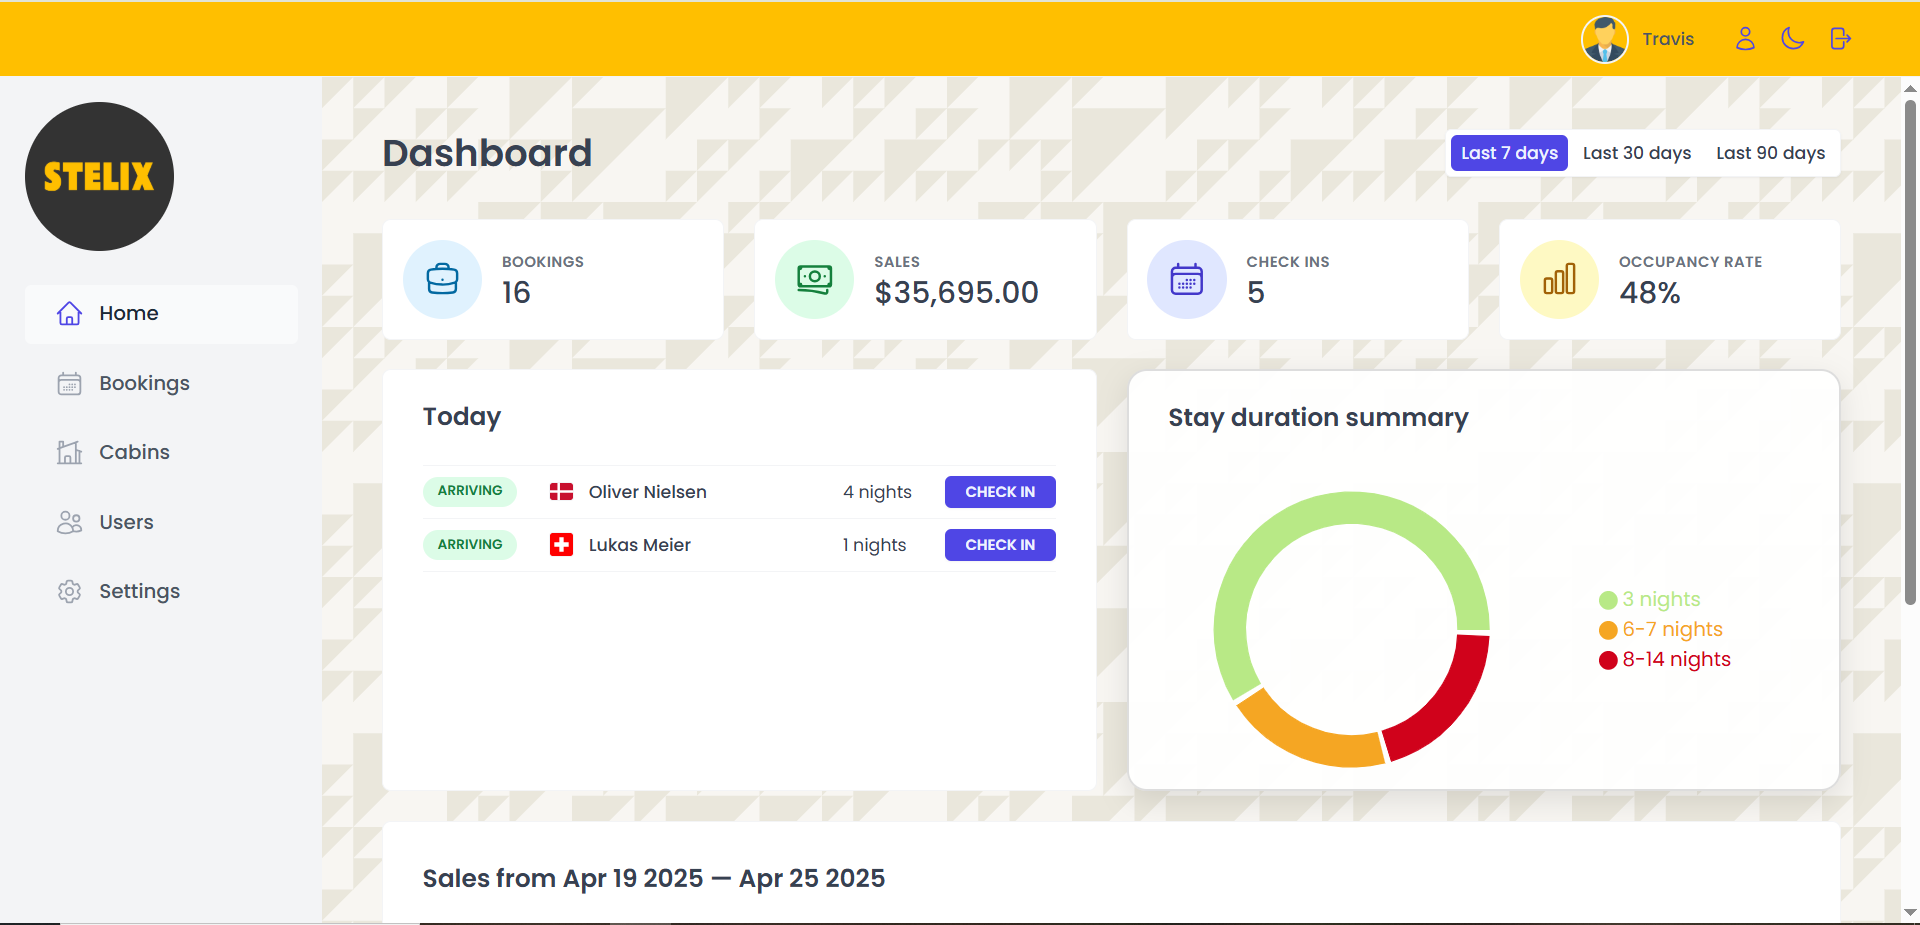 Travis
STELIX
Home
Bookings
Cabins
Users
Settings
Dashboard
Last 7 days Last 30 days Last 90 days
BOOKINGS
16
SALES
$35,695.00
CHECK INS
5
OCCUPANCY RATE
48%
Today
ARRIVING Oliver Nielsen 4 nights CHECK IN
ARRIVING Lukas Meier 1 nights CHECK IN
Stay duration summary
3 nights
6-7 nights
8-14 nights
Sales from Apr 19 2025 — Apr 25 2025